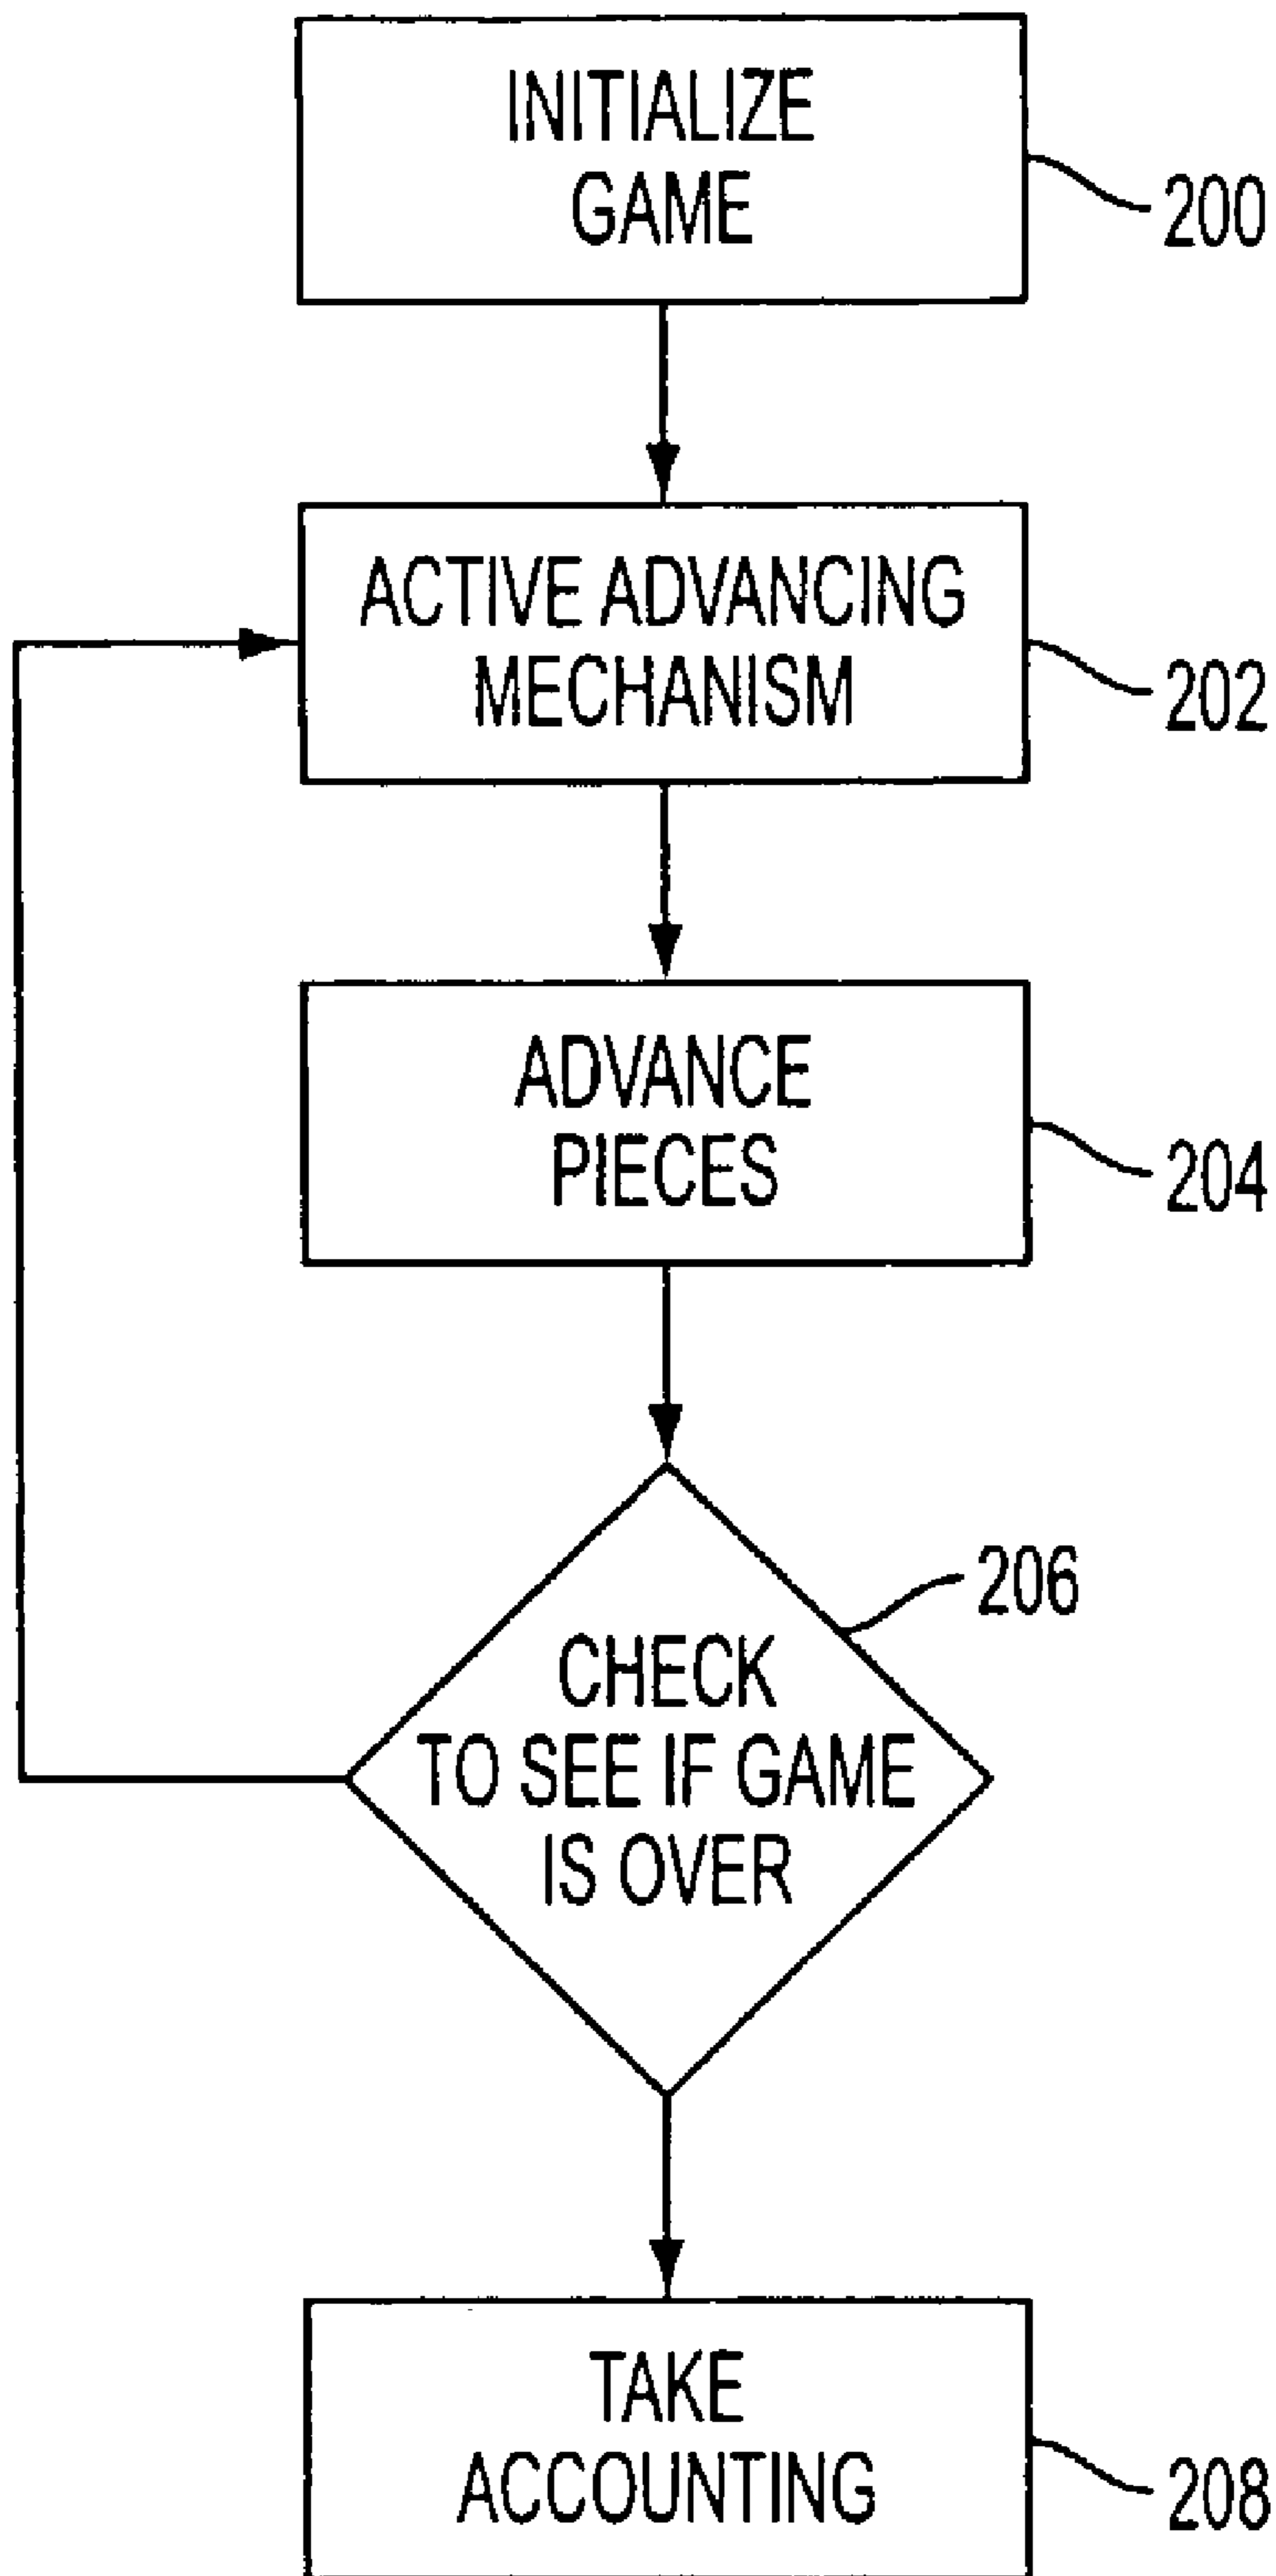 INITIALIZE
GAME
200
ACTIVE ADVANCING
MECHANISM
202
ADVANCE
PIECES
204
206
CHECK
TO SEE IF GAME
IS OVER
TAKE
ACCOUNTING
208